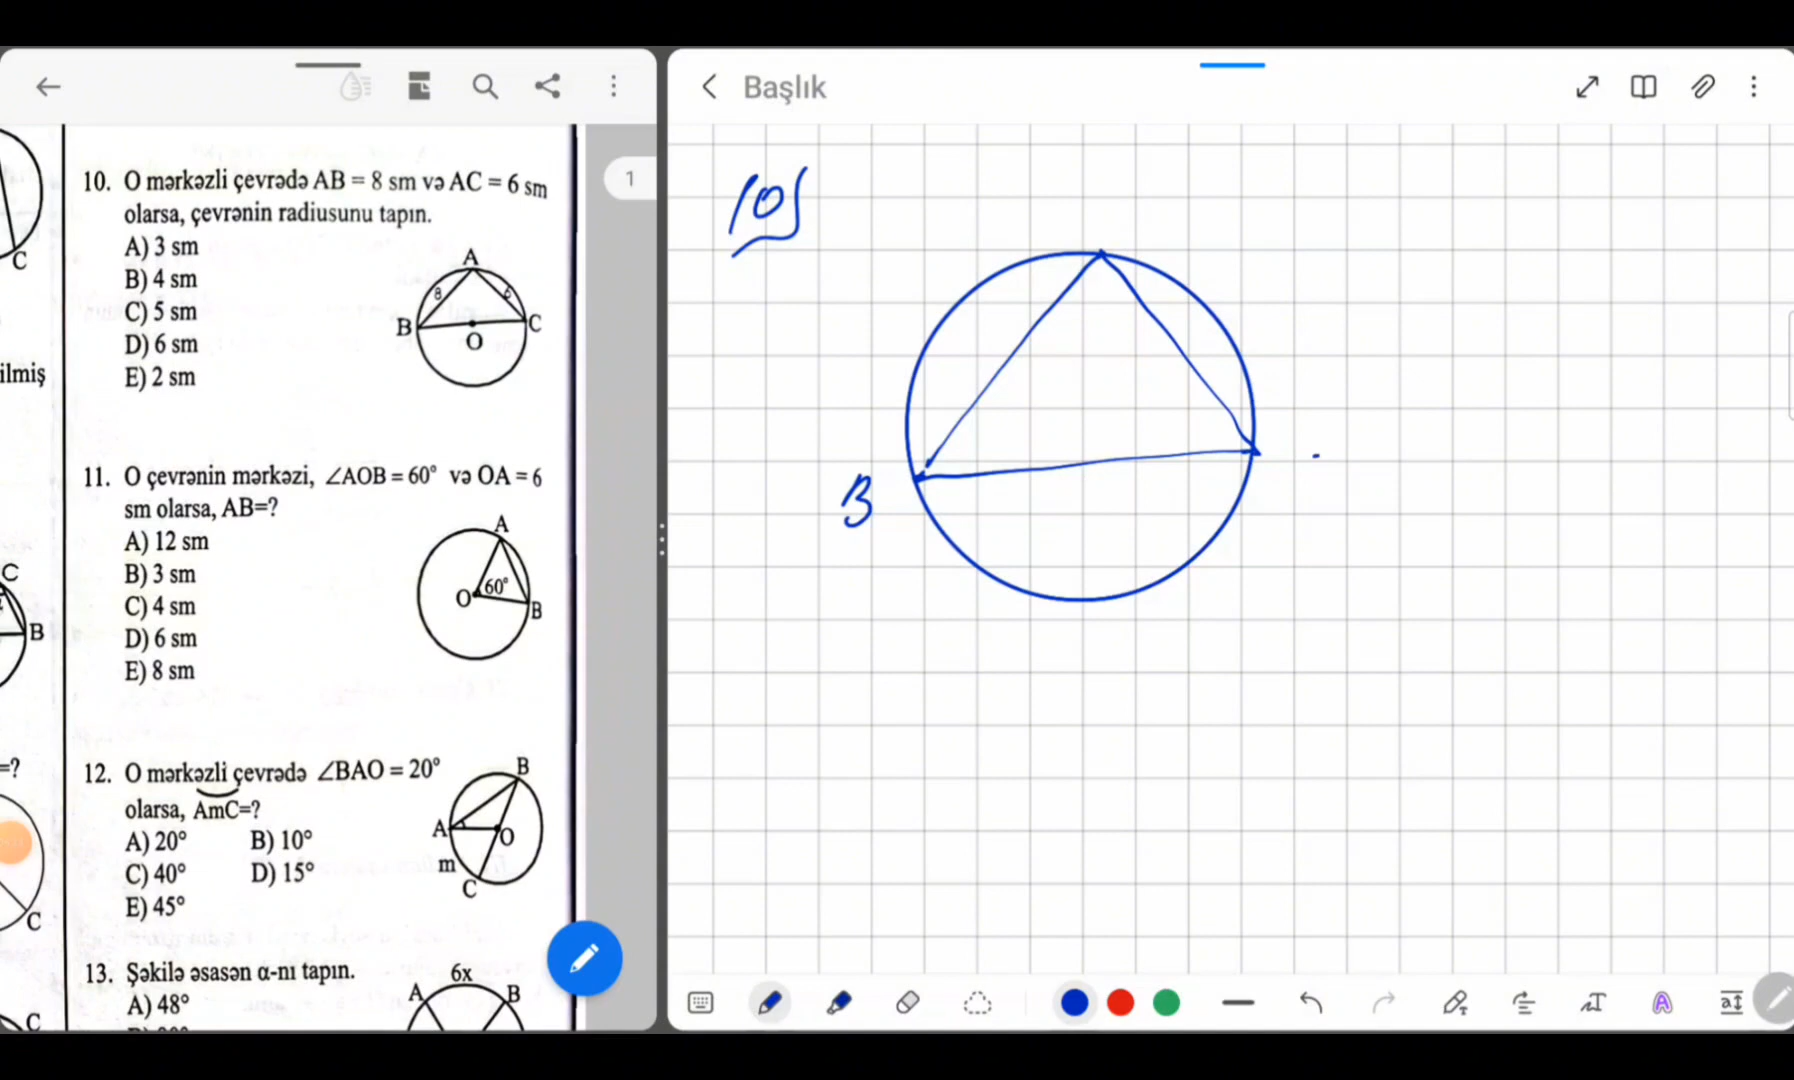 Başlık
1
10. O mərkəzli çevrədə AB = 8 sm və AC = 6 sm
olarsa, çevrənin radiusunu tapın.
A) 3 sm
B) 4 sm
C) 5 sm
D) 6 sm
E) 2 sm
A
8
6
B
C
O
11. O çevrənin mərkəzi, ∠AOB = 60° və OA = 6
sm olarsa, AB=?
A) 12 sm
B) 3 sm
C) 4 sm
D) 6 sm
E) 8 sm
A
O
60°
B
12. O mərkəzli çevrədə ∠BAO = 20°
olarsa, AmC=?
A) 20° B) 10°
C) 40° D) 15°
E) 45°
B
A
O
m
C
13. Şəkilə əsasən α-nı tapın.
A) 48°
6x
A
B
C
ilmiş
C
B
=?
C
C
10
B